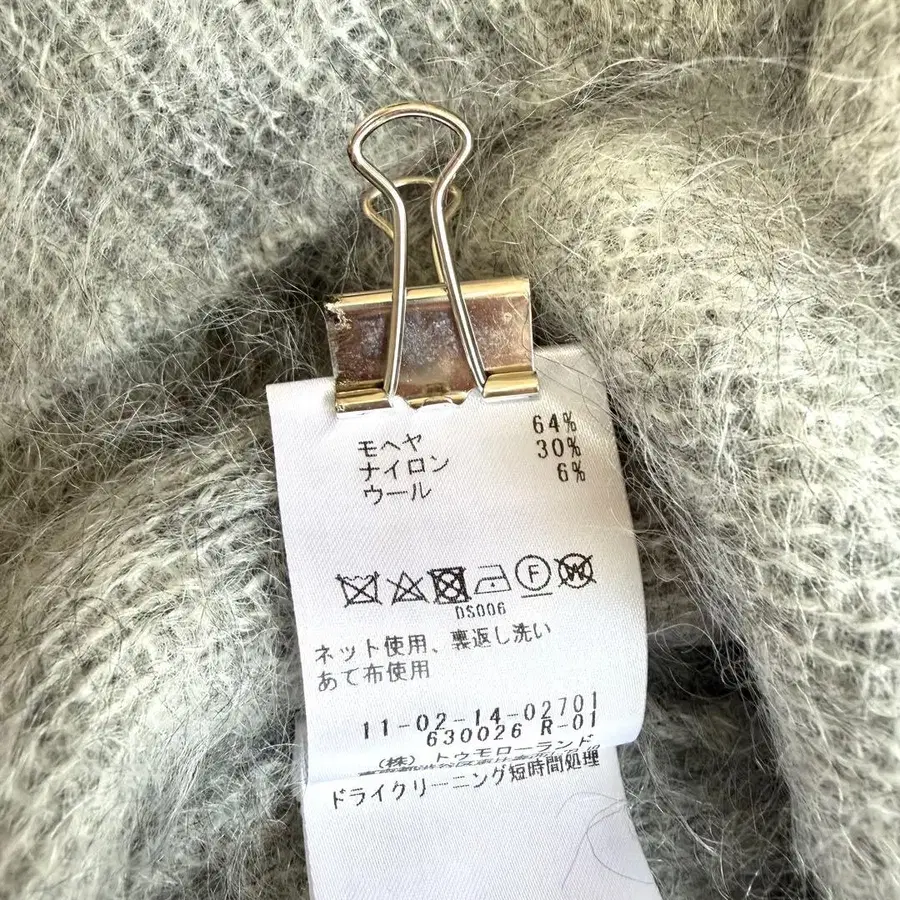 モヘヤ 64%
ナイロン 30%
ウール 6%
F W
DS006
ネット使用、裏返し洗い
あて布使用
11-02-14-02701
630026 R-01
(株) トゥモローランド
ドライクリーニング短時間処理